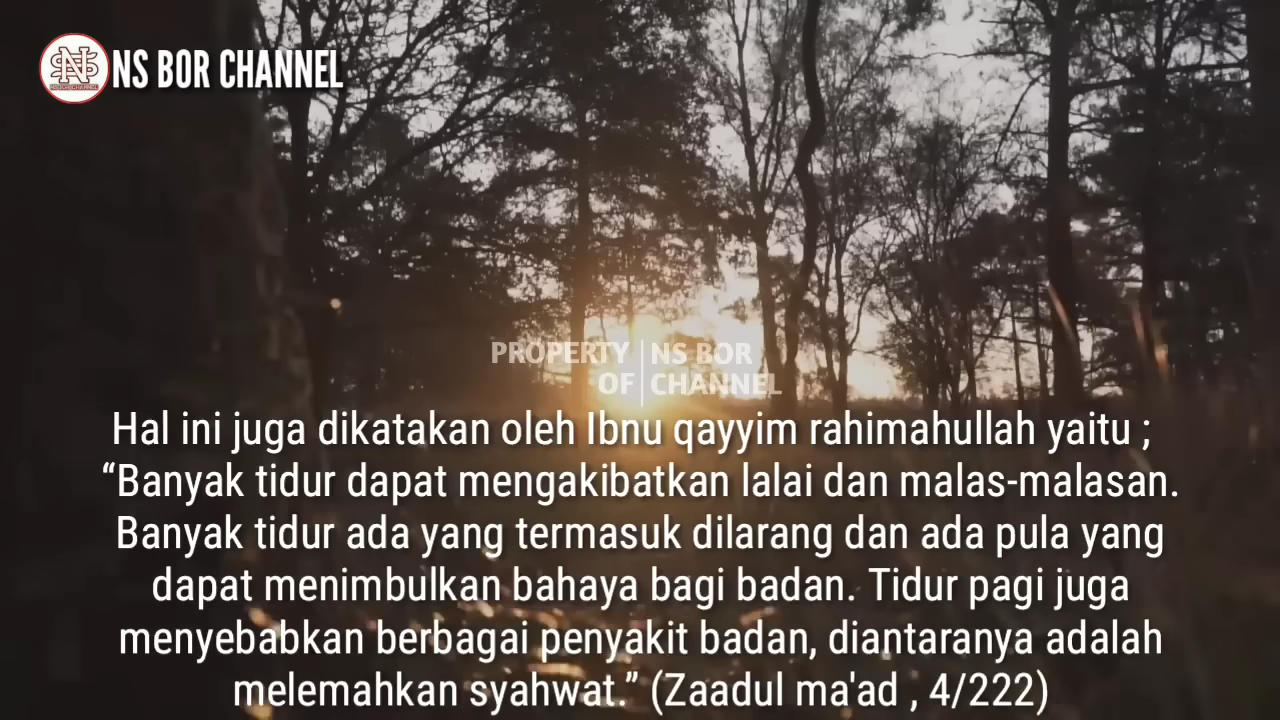 NS BOR CHANNEL
PROPERTY OF
NS BOR CHANNEL
Hal ini juga dikatakan oleh Ibnu qayyim rahimahullah yaitu ;
“Banyak tidur dapat mengakibatkan lalai dan malas-malasan.
Banyak tidur ada yang termasuk dilarang dan ada pula yang
dapat menimbulkan bahaya bagi badan. Tidur pagi juga
menyebabkan berbagai penyakit badan, diantaranya adalah
melemahkan syahwat.” (Zaadul ma'ad , 4/222)